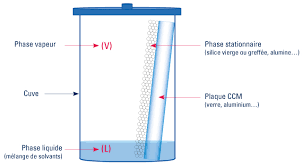 Phase vapeur
(V)
Phase stationnaire
(silice vierge ou greffée, alumine…)
Cuve
Plaque CCM
(verre, aluminium…)
Phase liquide
(mélange de solvants)
(L)